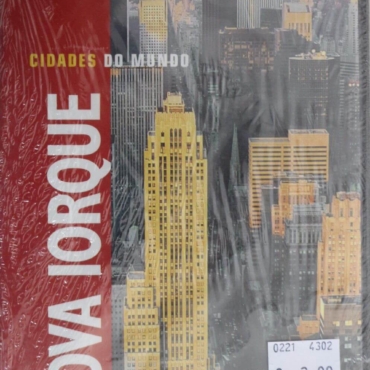 CIDADES DO MUNDO
OVA IORQUE
0221 4302